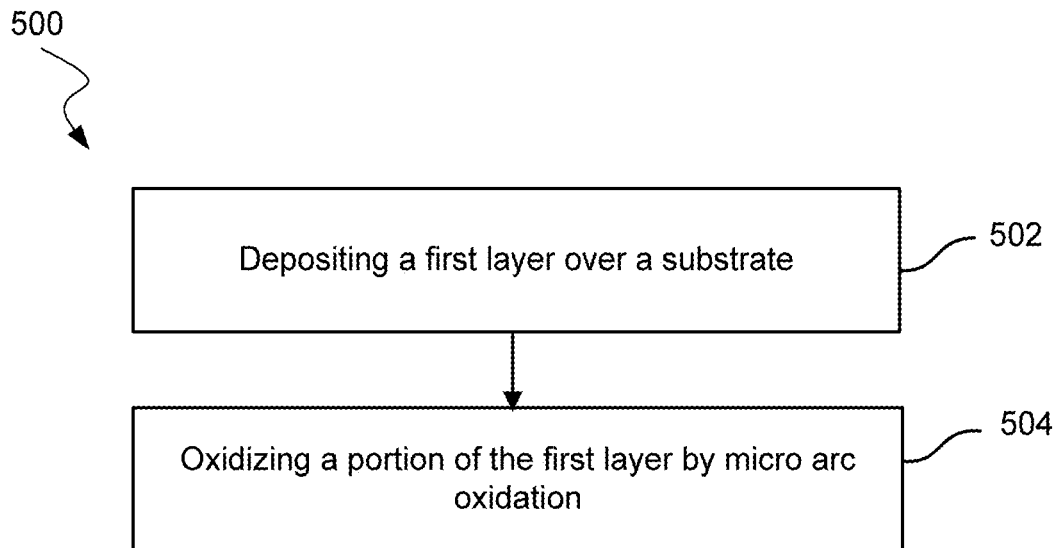 500
Depositing a first layer over a substrate
502
Oxidizing a portion of the first layer by micro arc
oxidation
504